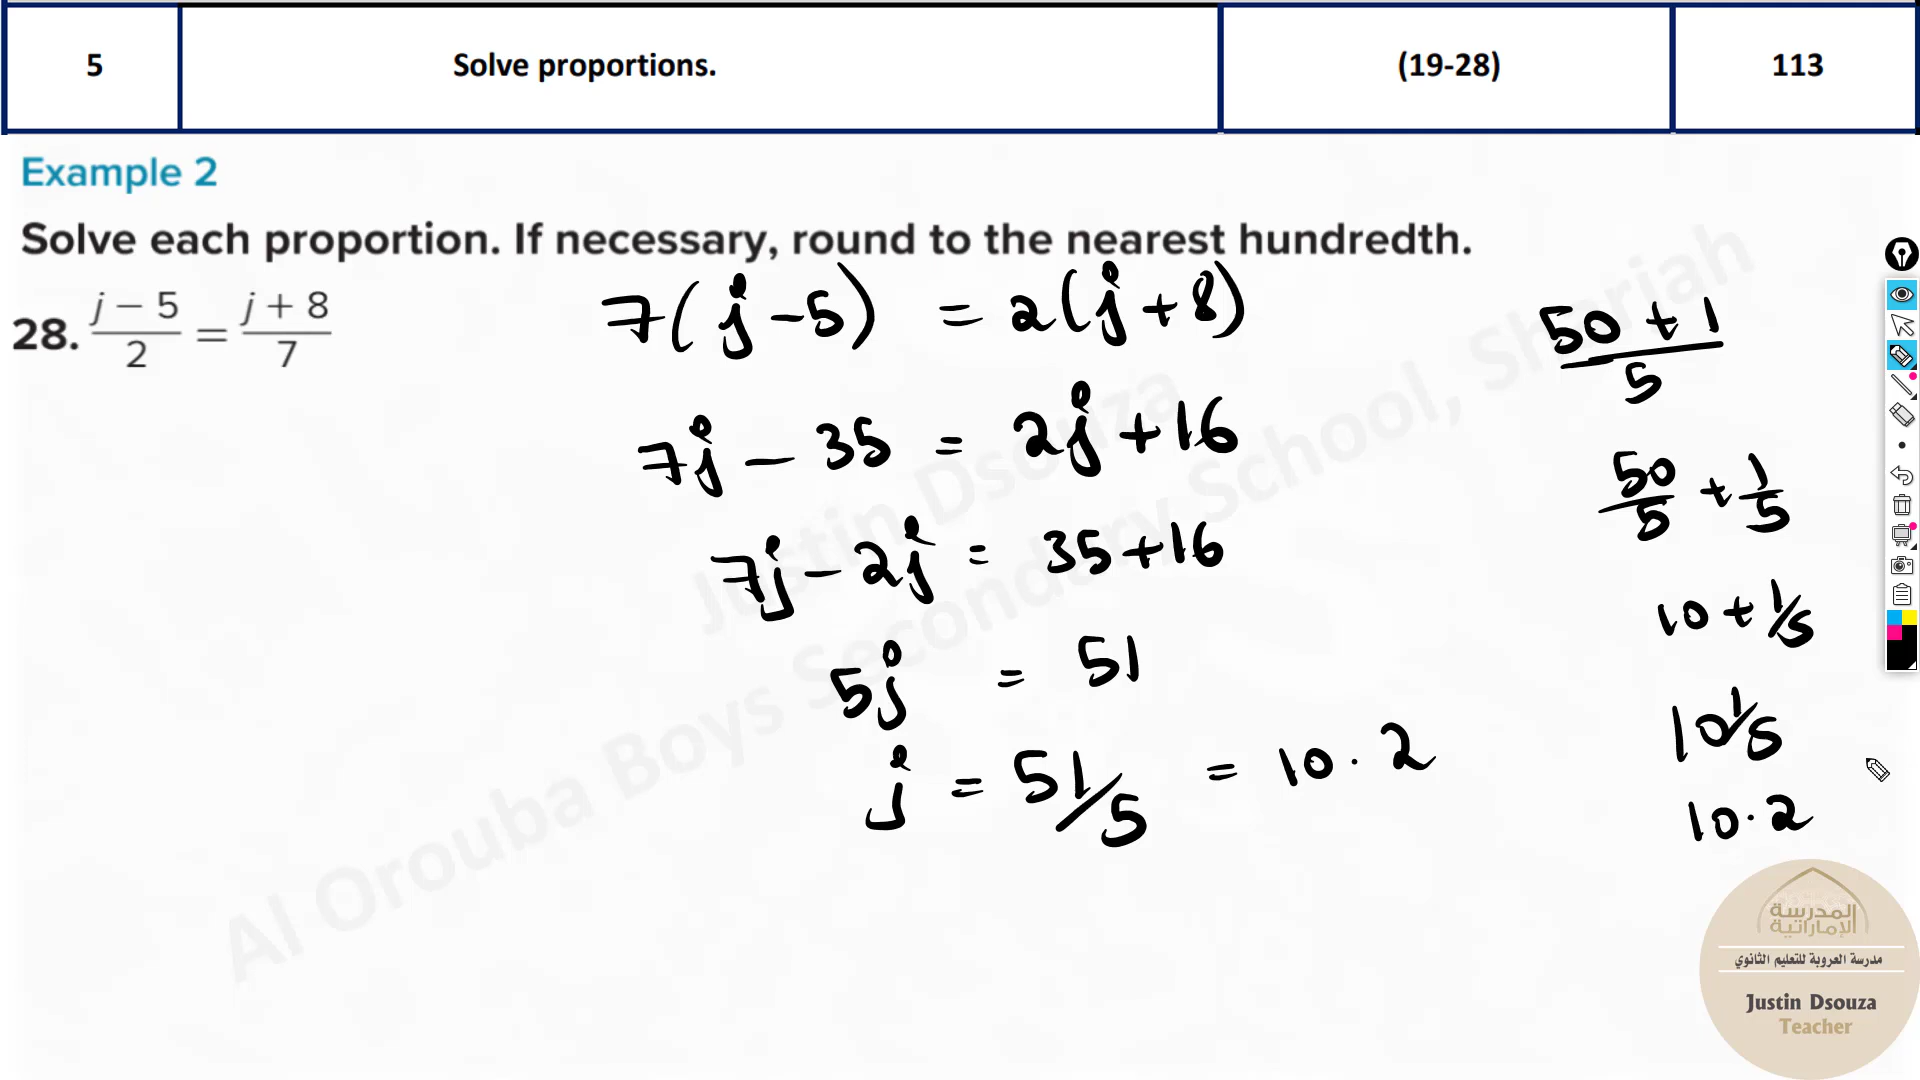 5 Solve proportions. (19-28) 113
Example 2
Solve each proportion. If necessary, round to the nearest hundredth.
28. (j − 5)/2 = (j + 8)/7
7(j − 5) = 2(j + 8)
7j − 35 = 2j + 16
7j − 2j = 35 + 16
5j = 51
j = 51/5 = 10.2
(50 + 1)/5
50/5 + 1/5
10 + 1/5
10 1/5
10.2
Justin Dsouza
Al Orouba Boys Secondary School, Sharjah
المدرسة
الإماراتية
مدرسة العروبة للتعليم الثانوي
Justin Dsouza
Teacher